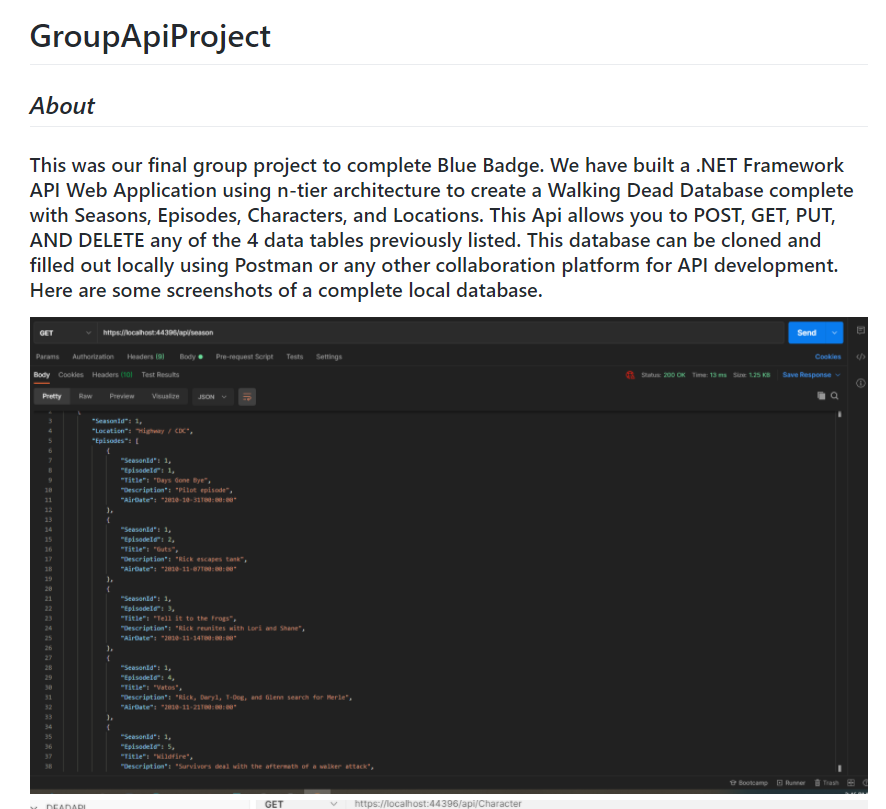 GroupApiProject
About
This was our final group project to complete Blue Badge. We have built a .NET Framework
API Web Application using n-tier architecture to create a Walking Dead Database complete
with Seasons, Episodes, Characters, and Locations. This Api allows you to POST, GET, PUT,
AND DELETE any of the 4 data tables previously listed. This database can be cloned and
filled out locally using Postman or any other collaboration platform for API development.
Here are some screenshots of a complete local database.
GET https://localhost:44396/api/season Send
Params Authorization Headers (9) Body Pre-request Script Tests Settings Cookies
Body Cookies Headers (10) Test Results Status: 200 OK Time: 13 ms Size: 1.25 KB Save Response
Pretty Raw Preview Visualize JSON
2 {
3 "SeasonId": 1,
4 "Location": "Highway / CDC",
5 "Episodes": [
6 {
7 "SeasonId": 1,
8 "EpisodeId": 1,
9 "Title": "Days Gone Bye",
10 "Description": "Pilot episode",
11 "AirDate": "2010-10-31T00:00:00"
12 },
13 {
14 "SeasonId": 1,
15 "EpisodeId": 2,
16 "Title": "Guts",
17 "Description": "Rick escapes tank",
18 "AirDate": "2010-11-07T00:00:00"
19 },
20 {
21 "SeasonId": 1,
22 "EpisodeId": 3,
23 "Title": "Tell it to the Frogs",
24 "Description": "Rick reunites with Lori and Shane",
25 "AirDate": "2010-11-14T00:00:00"
26 },
27 {
28 "SeasonId": 1,
29 "EpisodeId": 4,
30 "Title": "Vatos",
31 "Description": "Rick, Daryl, T-Dog, and Glenn search for Merle",
32 "AirDate": "2010-11-21T00:00:00"
33 },
34 {
35 "SeasonId": 1,
36 "EpisodeId": 5,
37 "Title": "Wildfire",
38 "Description": "Survivors deal with the aftermath of a walker attack",
Bootcamp Runner Trash
DEADAPI GET https://localhost:44396/api/Character